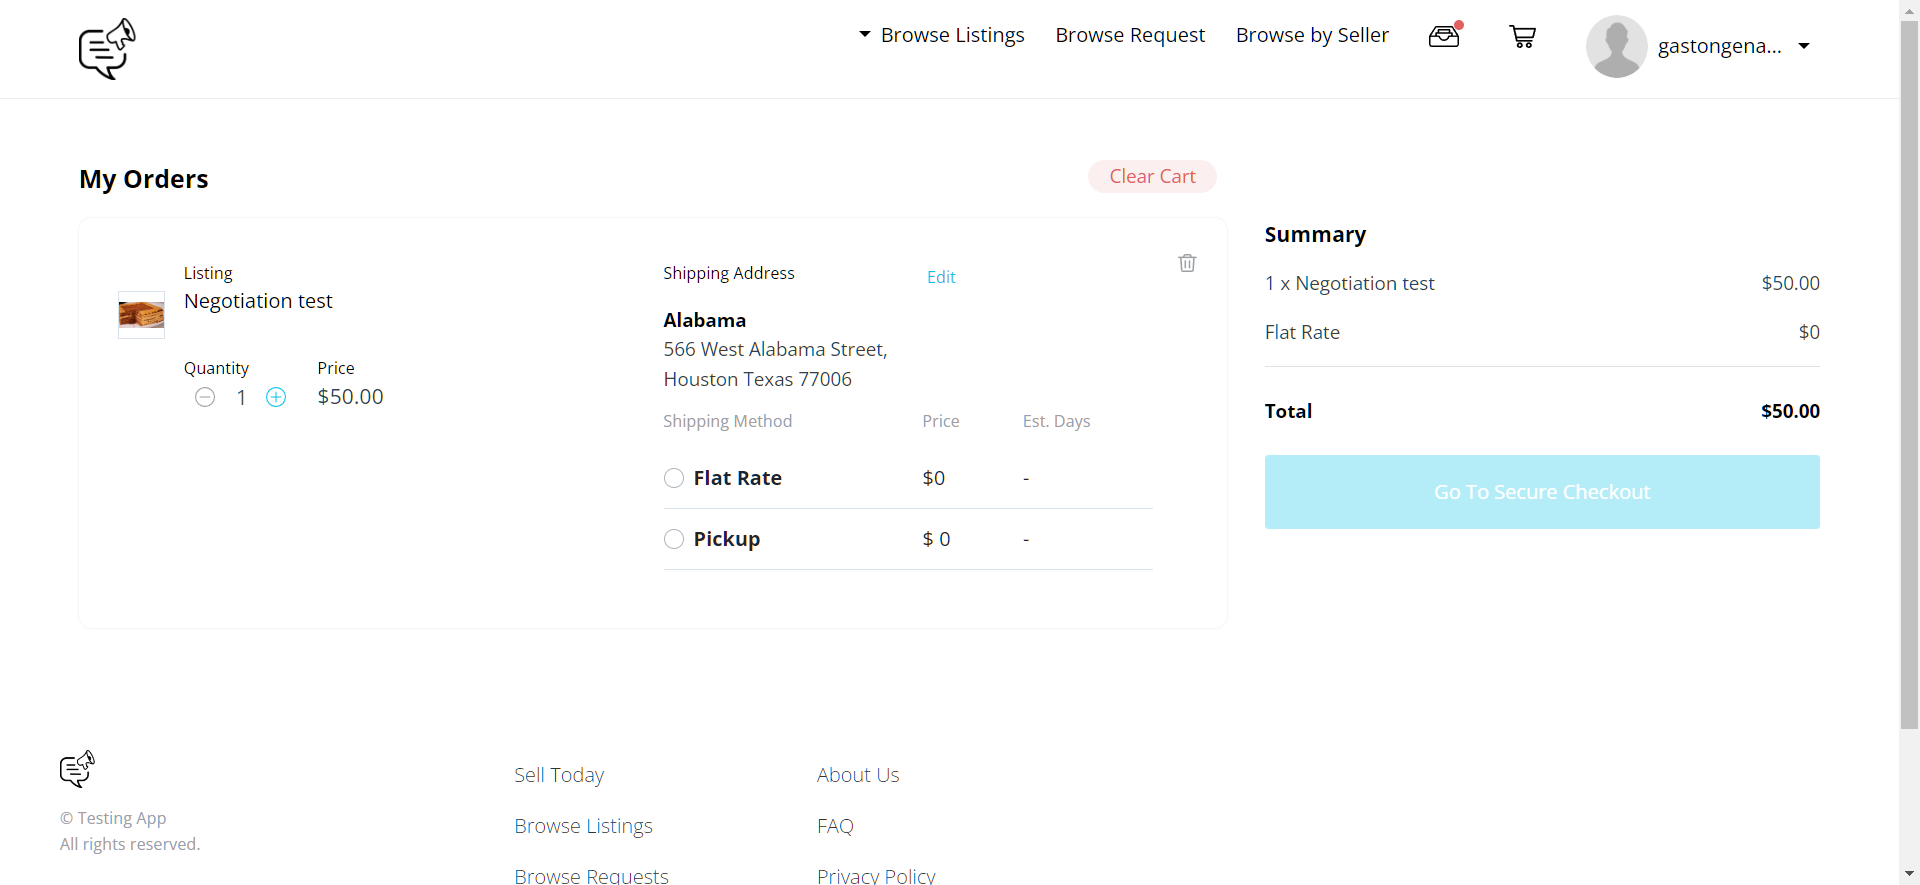 Browse Listings
Browse Request
Browse by Seller
gastongena...
My Orders
Clear Cart
Listing
Negotiation test
Quantity
Price
1
$50.00
Shipping Address
Edit
Alabama
566 West Alabama Street,
Houston Texas 77006
Shipping Method Price Est. Days
Flat Rate $0 -
Pickup $ 0 -
Summary
1 x Negotiation test $50.00
Flat Rate $0
Total $50.00
Go To Secure Checkout
© Testing App
All rights reserved.
Sell Today
Browse Listings
Browse Requests
About Us
FAQ
Privacy Policy